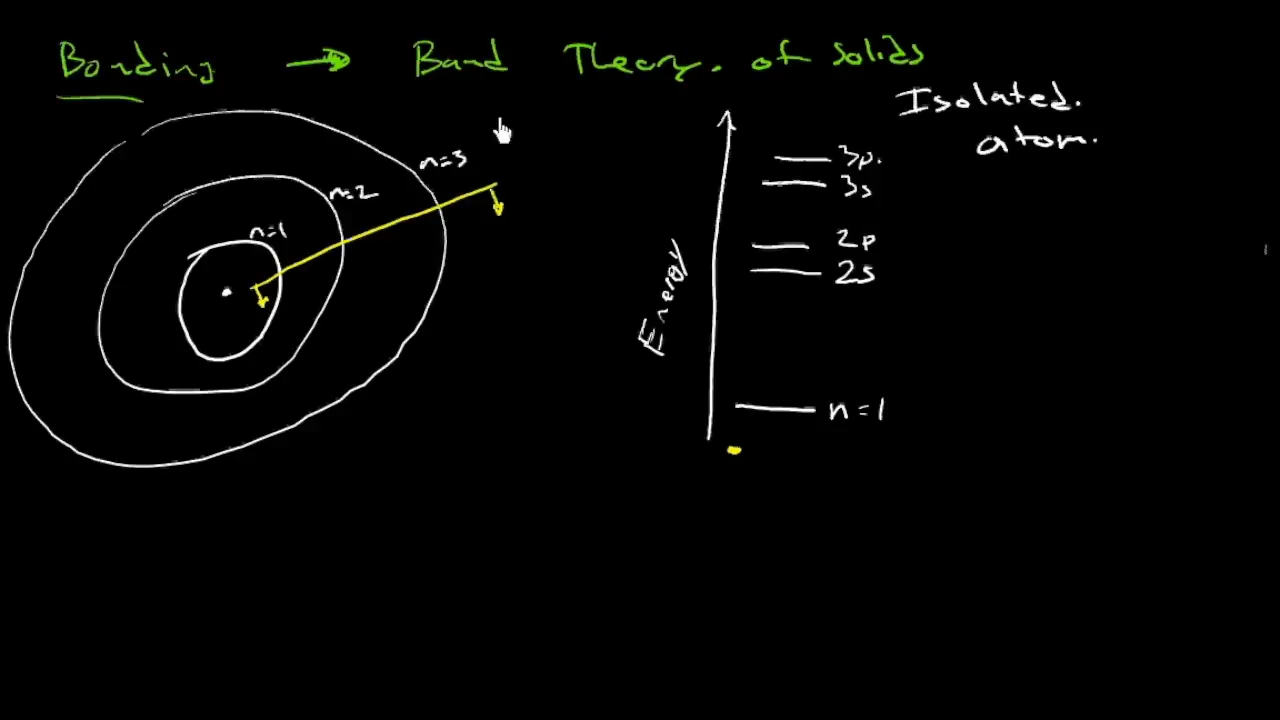 Bonding → Band Theory. of Solids
Isolated.
atom.
n=3
n=2
n=1
3p.
3s
2p
2s
Energy
n=1